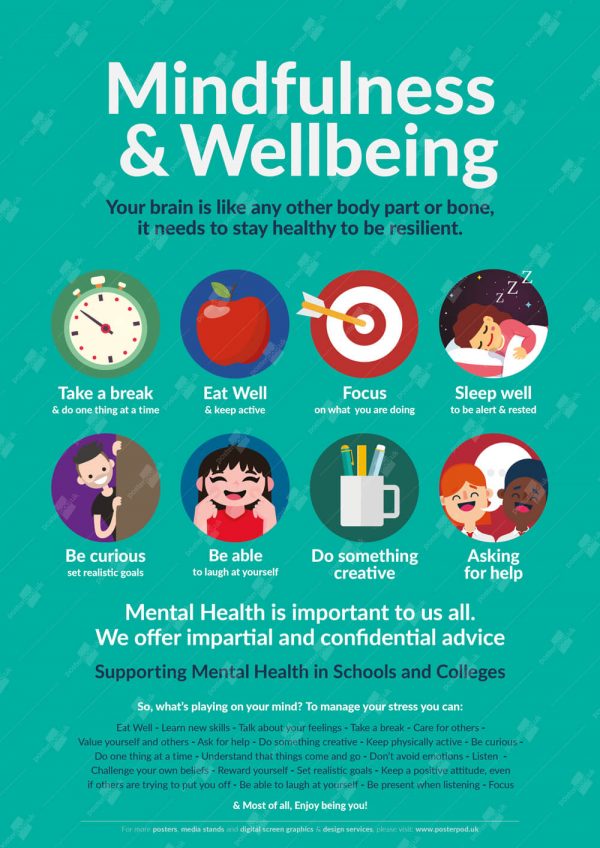 Mindfulness
& Wellbeing
Your brain is like any other body part or bone,
it needs to stay healthy to be resilient.
Z Z Z
Take a break
& do one thing at a time
Eat Well
& keep active
Focus
on what you are doing
Sleep well
to be alert & rested
Be curious
set realistic goals
Be able
to laugh at yourself
Do something
creative
Asking
for help
Mental Health is important to us all.
We offer impartial and confidential advice
Supporting Mental Health in Schools and Colleges
So, what's playing on your mind? To manage your stress you can:
Eat Well - Learn new skills - Talk about your feelings - Take a break - Care for others -
Value yourself and others - Ask for help - Do something creative - Keep physically active - Be curious -
Do one thing at a time - Understand that things come and go - Don't avoid emotions - Listen -
Challenge your own beliefs - Reward yourself - Set realistic goals - Keep a positive attitude, even
if others are trying to put you off - Be able to laugh at yourself - Be present when listening - Focus
& Most of all, Enjoy being you!
For more posters, media stands and digital screen graphics & design services, please visit: www.posterpod.uk